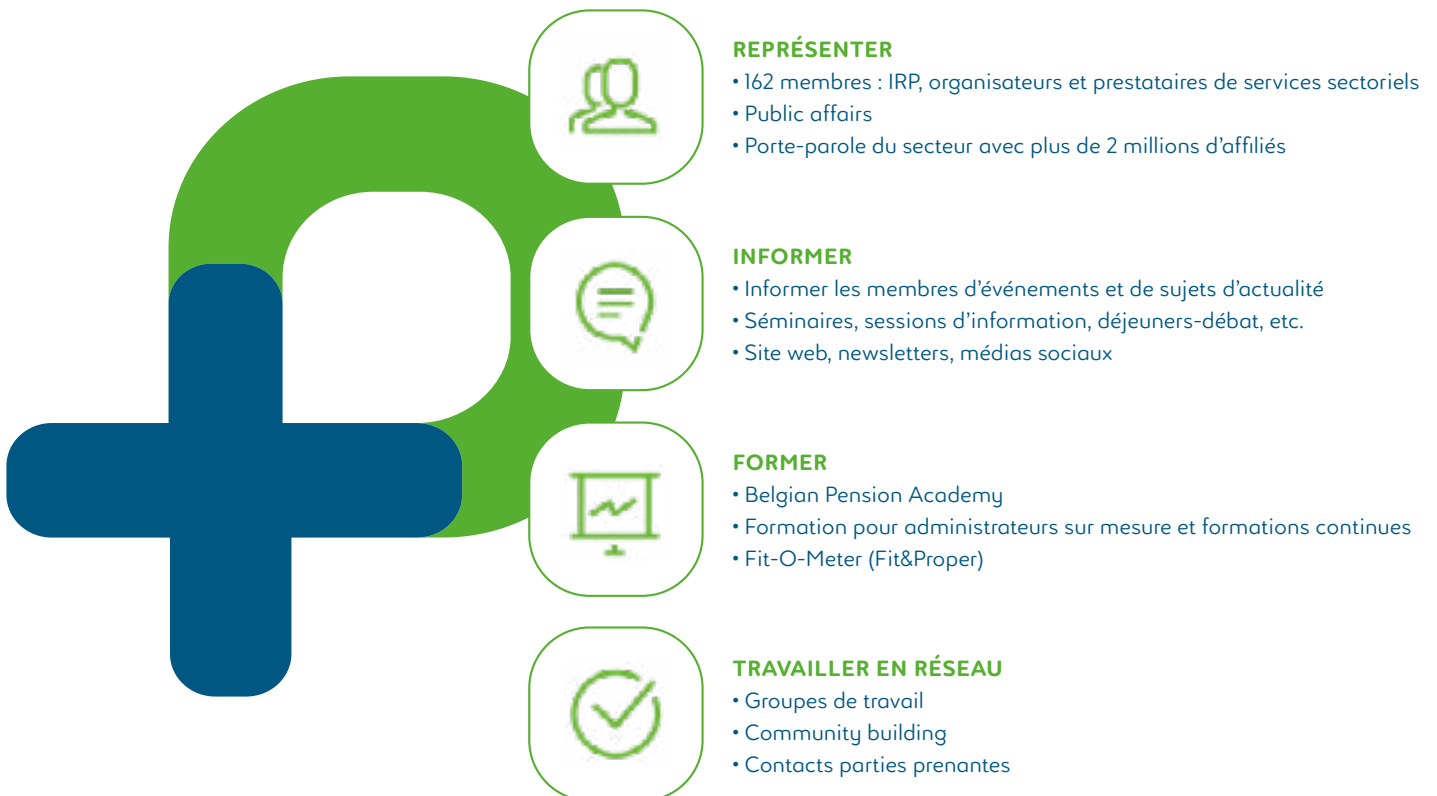 REPRÉSENTER
• 162 membres : IRP, organisateurs et prestataires de services sectoriels
• Public affairs
• Porte-parole du secteur avec plus de 2 millions d’affiliés
INFORMER
• Informer les membres d’événements et de sujets d’actualité
• Séminaires, sessions d’information, déjeuners-débat, etc.
• Site web, newsletters, médias sociaux
FORMER
• Belgian Pension Academy
• Formation pour administrateurs sur mesure et formations continues
• Fit-O-Meter (Fit&Proper)
TRAVAILLER EN RÉSEAU
• Groupes de travail
• Community building
• Contacts parties prenantes